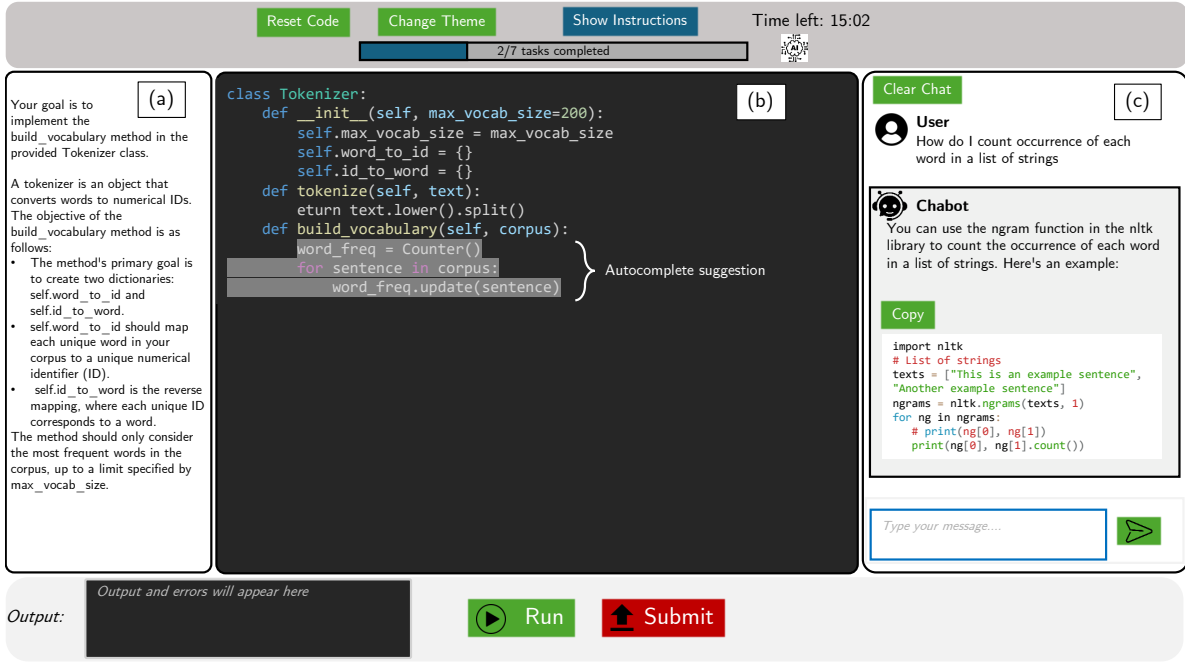 Reset Code
Change Theme
Show Instructions
Time left: 15:02
2/7 tasks completed
AI
(a)
Your goal is to
implement the
build_vocabulary method in the
provided Tokenizer class.
A tokenizer is an object that
converts words to numerical IDs.
The objective of the
build_vocabulary method is as
follows:
• The method's primary goal is
to create two dictionaries:
self.word_to_id and
self.id_to_word.
• self.word_to_id should map
each unique word in your
corpus to a unique numerical
identifier (ID).
• self.id_to_word is the reverse
mapping, where each unique ID
corresponds to a word.
The method should only consider
the most frequent words in the
corpus, up to a limit specified by
max_vocab_size.
(b)
class Tokenizer:
    def __init__(self, max_vocab_size=200):
        self.max_vocab_size = max_vocab_size
        self.word_to_id = {}
        self.id_to_word = {}
    def tokenize(self, text):
        eturn text.lower().split()
    def build_vocabulary(self, corpus):
        word_freq = Counter()
        for sentence in corpus:
            word_freq.update(sentence)
Autocomplete suggestion
Clear Chat
(c)
User
How do I count occurrence of each
word in a list of strings
Chabot
You can use the ngram function in the nltk
library to count the occurrence of each word
in a list of strings. Here's an example:
Copy
import nltk
# List of strings
texts = ["This is an example sentence",
"Another example sentence"]
ngrams = nltk.ngrams(texts, 1)
for ng in ngrams:
   # print(ng[0], ng[1])
   print(ng[0], ng[1].count())
Type your message....
Output:
Output and errors will appear here
Run
Submit